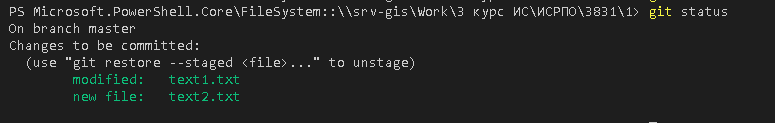 PS Microsoft.PowerShell.Core\FileSystem::\\srv-gis\Work\3 курс ИС\ИСРПО\3831\1> git status
On branch master
Changes to be committed:
  (use "git restore --staged <file>..." to unstage)
        modified:   text1.txt
        new file:   text2.txt